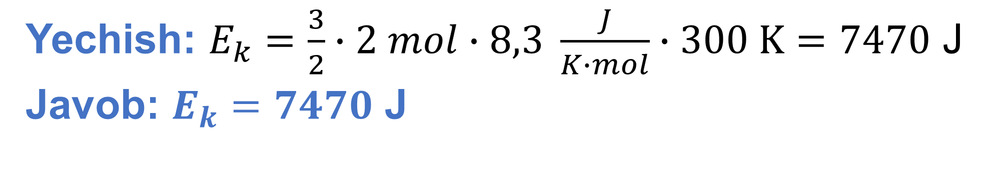 Yechish: E_k = 3/2 · 2 mol · 8,3 J/(K·mol) · 300 K = 7470 J
Javob: E_k = 7470 J